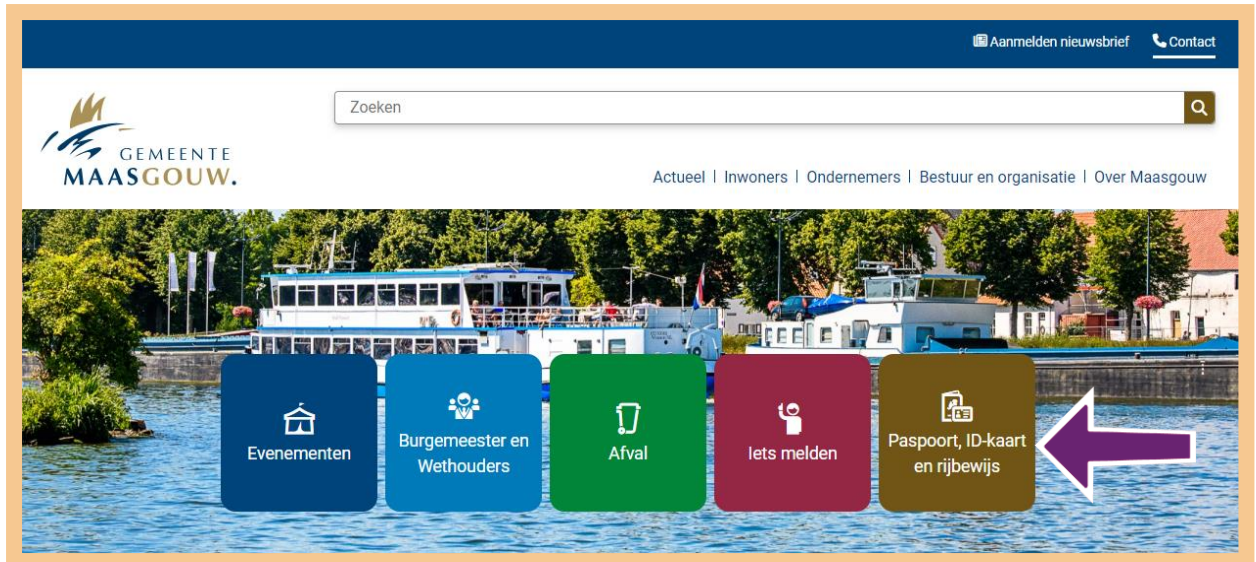 Aanmelden nieuwsbrief Contact
Zoeken
GEMEENTE
MAASGOUW.
Actueel | Inwoners | Ondernemers | Bestuur en organisatie | Over Maasgouw
Evenementen
Burgemeester en
Wethouders
Afval
Iets melden
Paspoort, ID-kaart
en rijbewijs